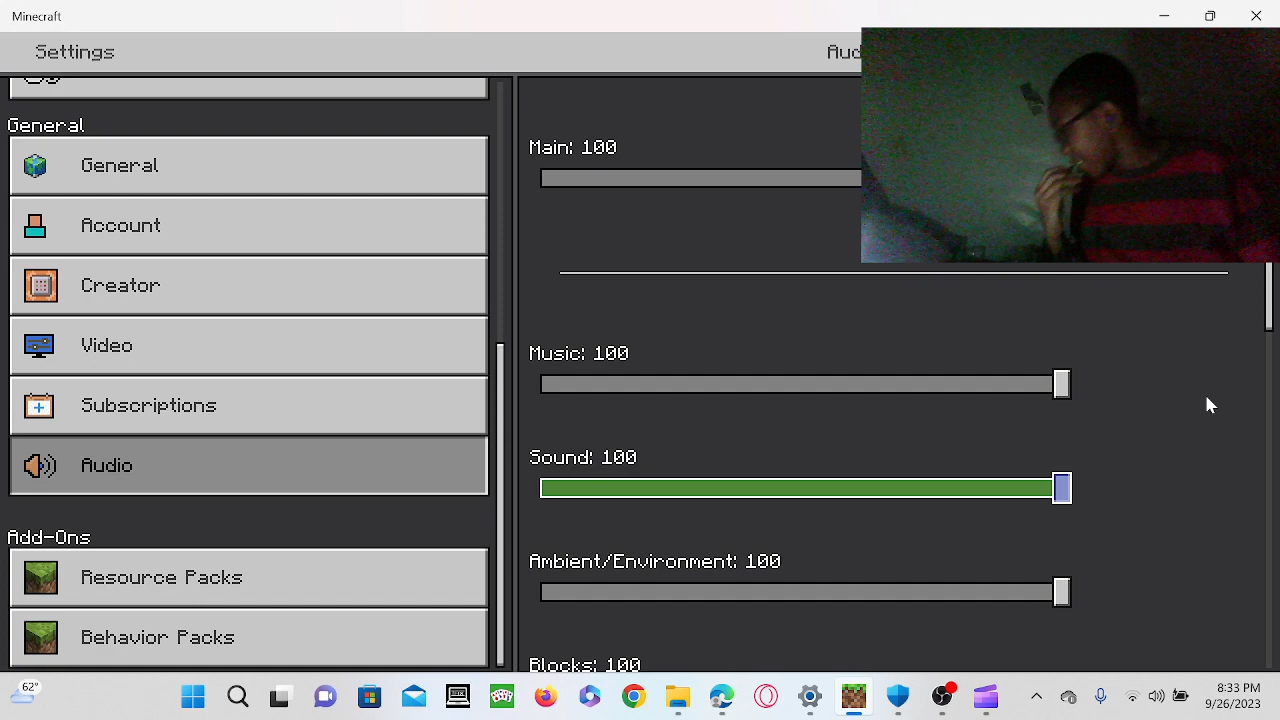 Minecraft
Settings
Aud
General
General
Account
Creator
Video
Subscriptions
Audio
Add-Ons
Resource Packs
Behavior Packs
Main: 100
Music: 100
Sound: 100
Ambient/Environment: 100
Blocks: 100
62°
8:33 PM
9/26/2023